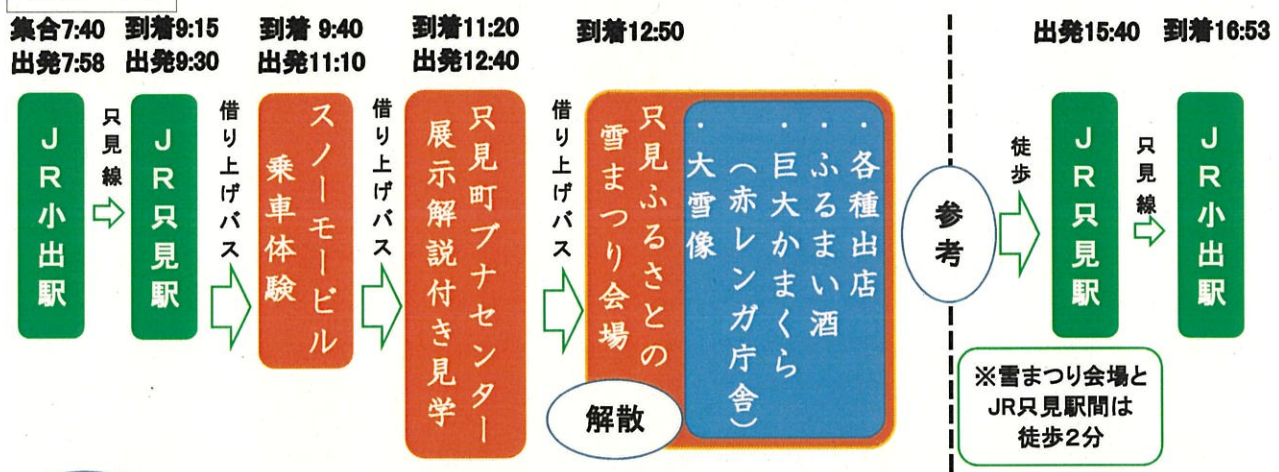 集合7:40
出発7:58
到着9:15
出発9:30
到着 9:40
出発11:10
到着11:20
出発12:40
到着12:50
出発15:40
到着16:53
JR小出駅
只見線
JR只見駅
借り上げバス
スノーモービル
乗車体験
借り上げバス
只見町ブナセンター
展示解説付き見学
借り上げバス
只見ふるさとの
雪まつり会場
・各種出店
・ふるまい酒
・巨大かまくら
(赤レンガ庁舎)
・大雪像
解散
参考
徒歩
JR只見駅
只見線
JR小出駅
※雪まつり会場と
JR只見駅間は
徒歩2分